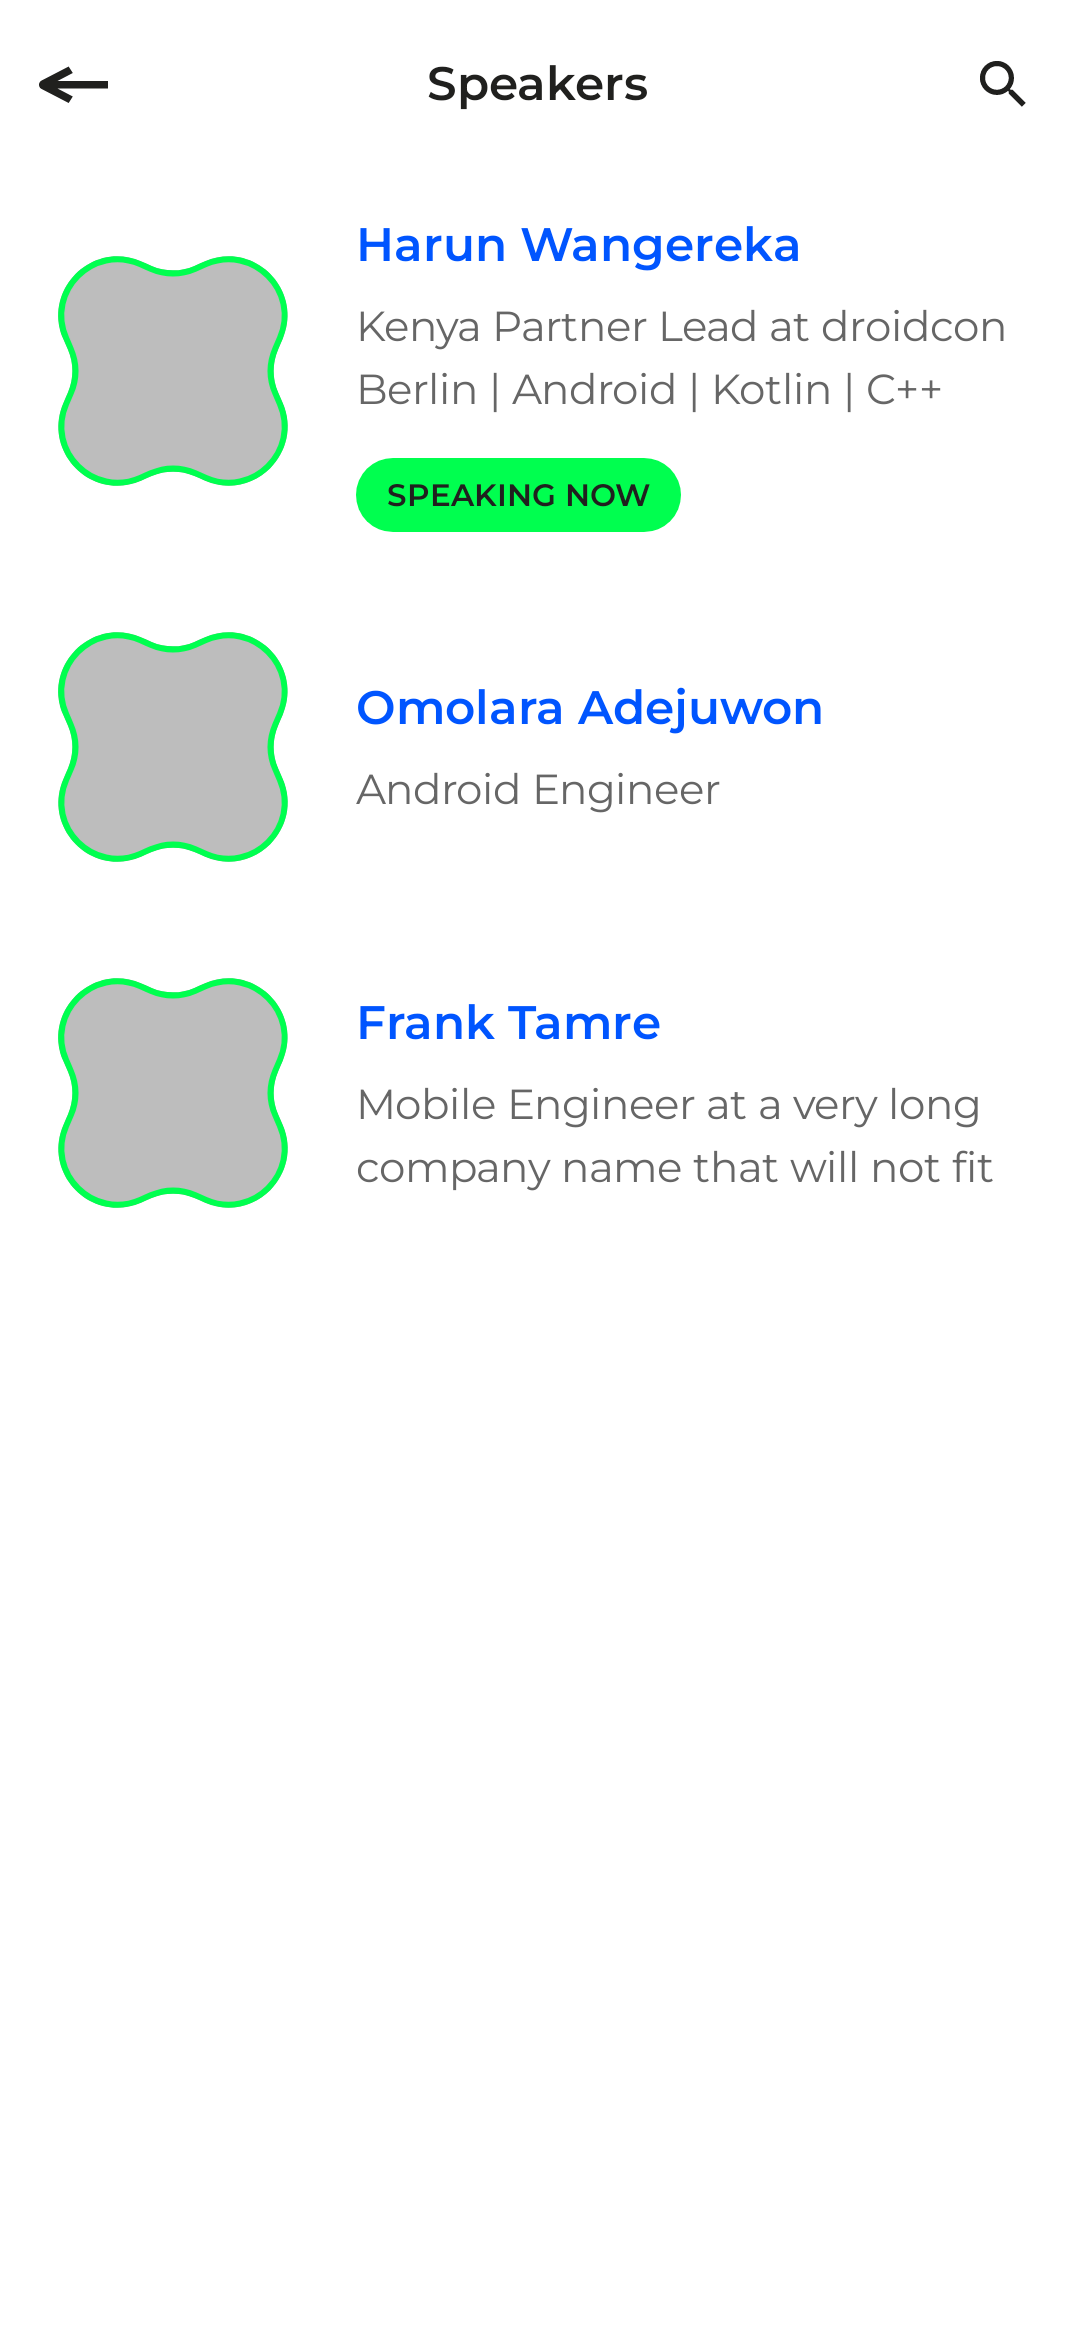 Speakers
Harun Wangereka
Kenya Partner Lead at droidcon
Berlin | Android | Kotlin | C++
SPEAKING NOW
Omolara Adejuwon
Android Engineer
Frank Tamre
Mobile Engineer at a very long
company name that will not fit